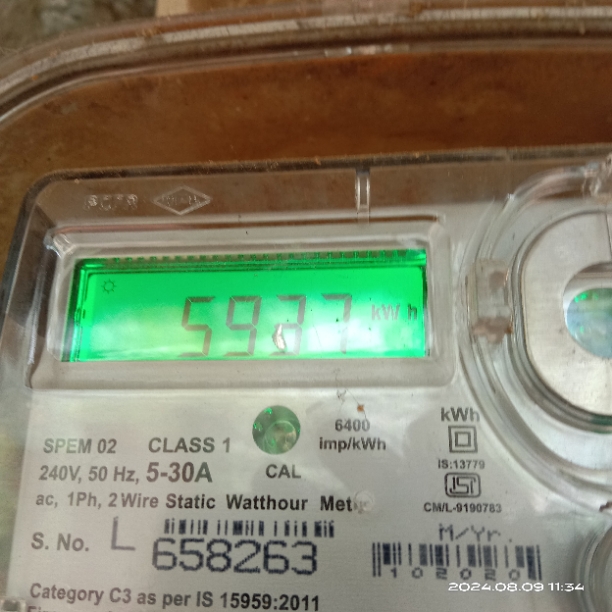 5937 kWh
6400
imp/kWh
kWh
SPEM 02 CLASS 1
240V, 50 Hz, 5-30A
CAL
IS:13779
ISI
CM/L-9190783
ac, 1Ph, 2 Wire Static Watthour
S. No. L 658263
M/Yr.
102020
Category C3 as per IS 15959:2011
2024.08.09 11:34